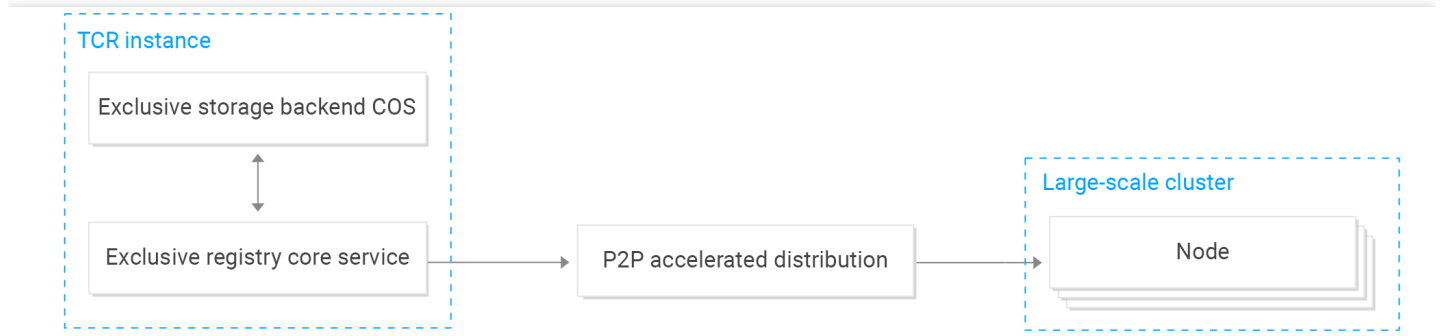 TCR instance
Exclusive storage backend COS
Exclusive registry core service
P2P accelerated distribution
Large-scale cluster
Node